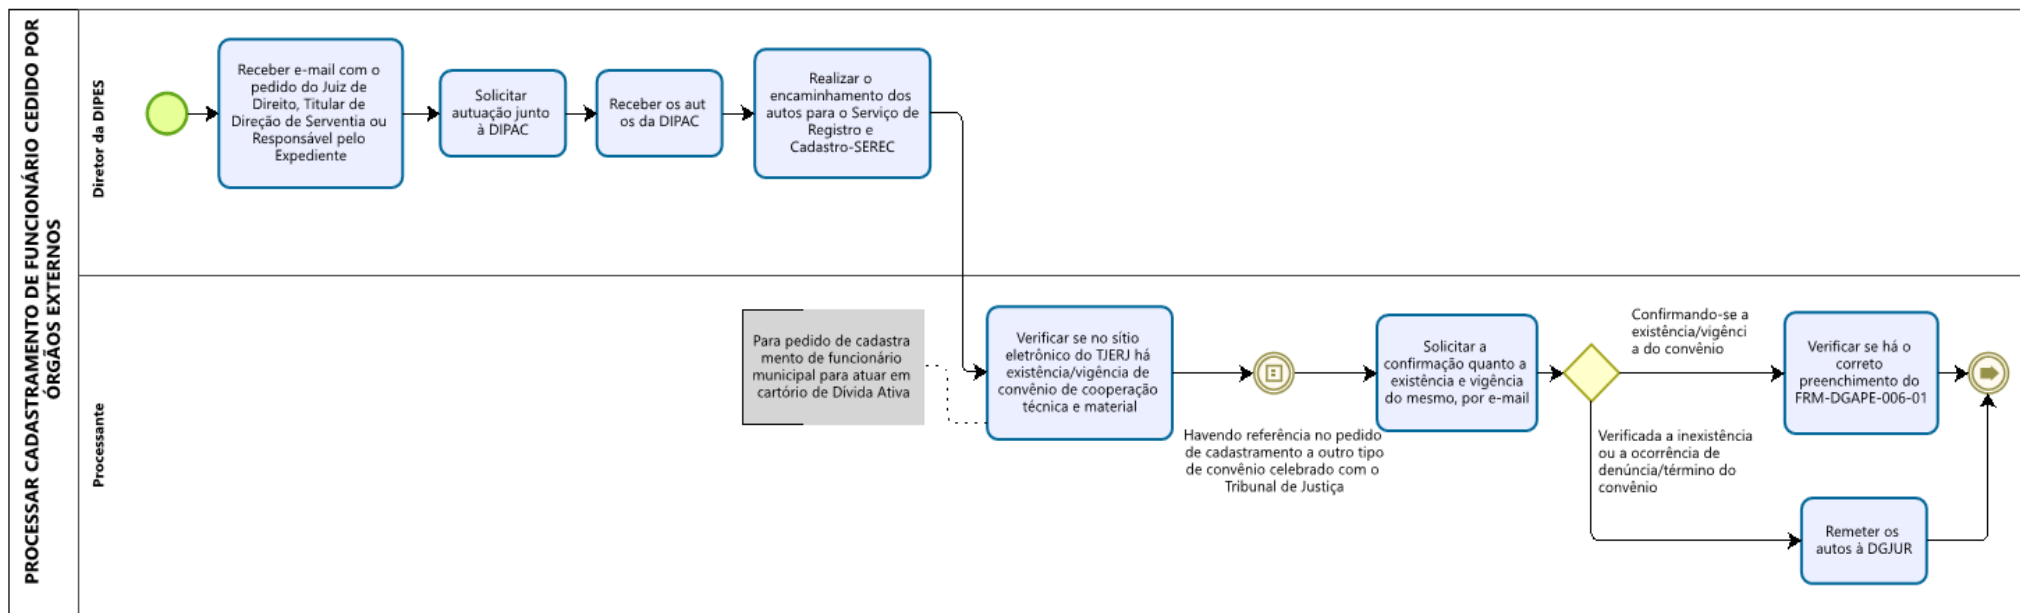 PROCESSAR CADASTRAMENTO DE FUNCIONÁRIO CEDIDO POR
ÓRGÃOS EXTERNOS
Diretor da DIPES
Receber e-mail com o
pedido do Juiz de
Direito, Titular de
Direção de Serventia ou
Responsável pelo
Expediente
Solicitar
autuação junto
à DIPAC
Receber os aut
os da DIPAC
Realizar o
encaminhamento dos
autos para o Serviço de
Registro e
Cadastro-SEREC
Processante
Para pedido de cadastra
mento de funcionário
municipal para atuar em
cartório de Dívida Ativa
Verificar se no sítio
eletrônico do TJERJ há
existência/vigência de
convênio de cooperação
técnica e material
Havendo referência no pedido
de cadastramento a outro tipo
de convênio celebrado com o
Tribunal de Justiça
Solicitar a
confirmação quanto a
existência e vigência
do mesmo, por e-mail
Confirmando-se a
existência/vigênci
a do convênio
Verificar se há o
correto
preenchimento do
FRM-DGAPE-006-01
Verificada a inexistência
ou a ocorrência de
denúncia/término do
convênio
Remeter os
autos à DGJUR